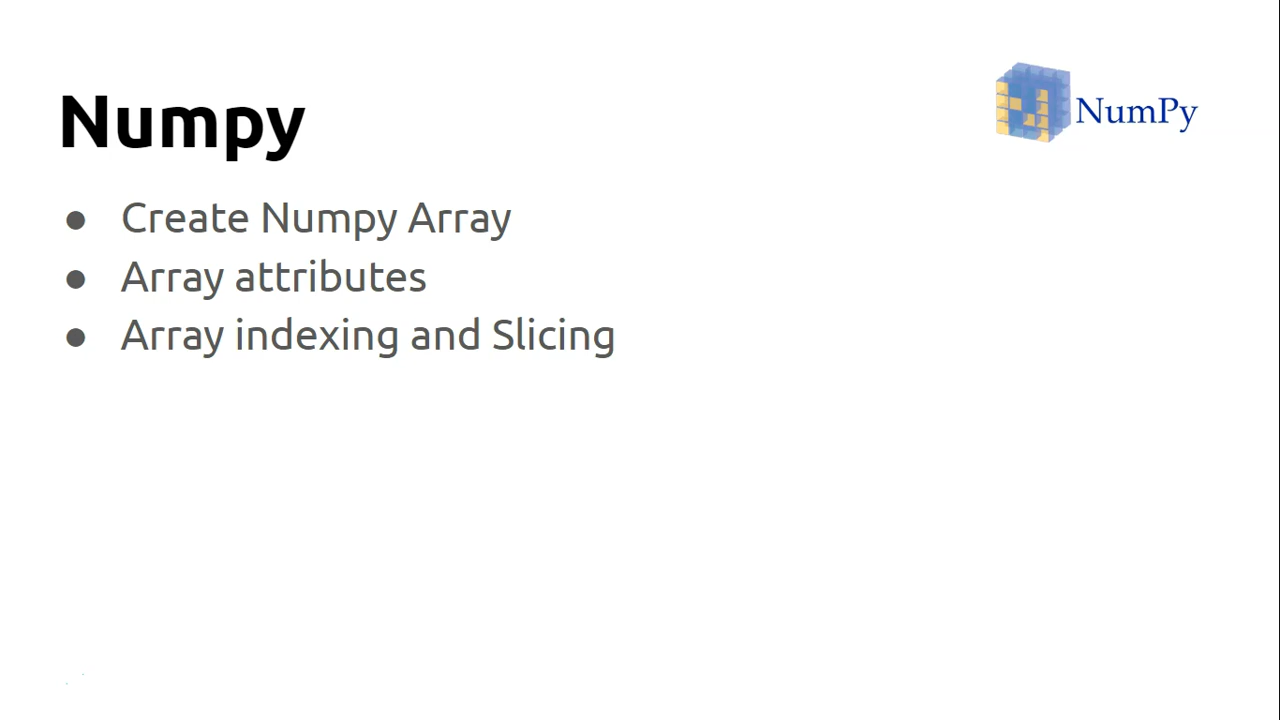 Numpy
NumPy
● Create Numpy Array
● Array attributes
● Array indexing and Slicing